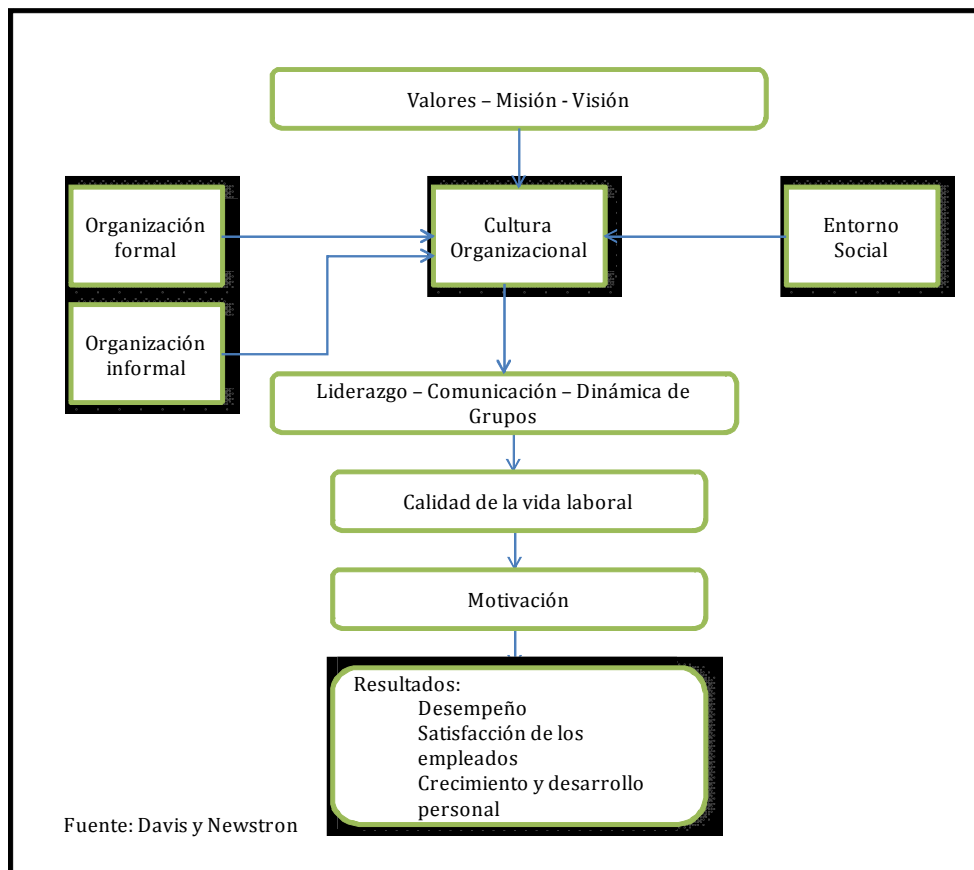 Valores – Misión - Visión
Organización
formal
Cultura
Organizacional
Entorno
Social
Organización
informal
Liderazgo – Comunicación – Dinámica de
Grupos
Calidad de la vida laboral
Motivación
Resultados:
Desempeño
Satisfacción de los
empleados
Crecimiento y desarrollo
personal
Fuente: Davis y Newstron